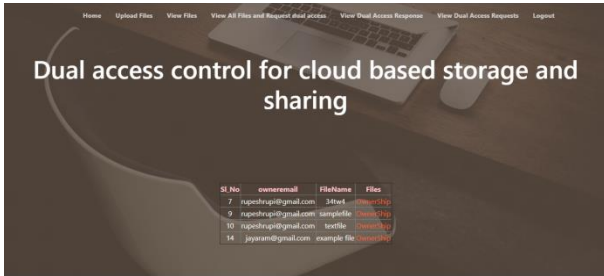 Home Upload Files View Files View All Files and Request dual access View Dual Access Response View Dual Access Requests Logout
Dual access control for cloud based storage and
sharing
Sl_No owneremail FileName Files
7 rupeshrupi@gmail.com 34tw4 OwnerShip
9 rupeshrupi@gmail.com samplefile OwnerShip
10 rupeshrupi@gmail.com textfile OwnerShip
14 jayaram@gmail.com example file OwnerShip